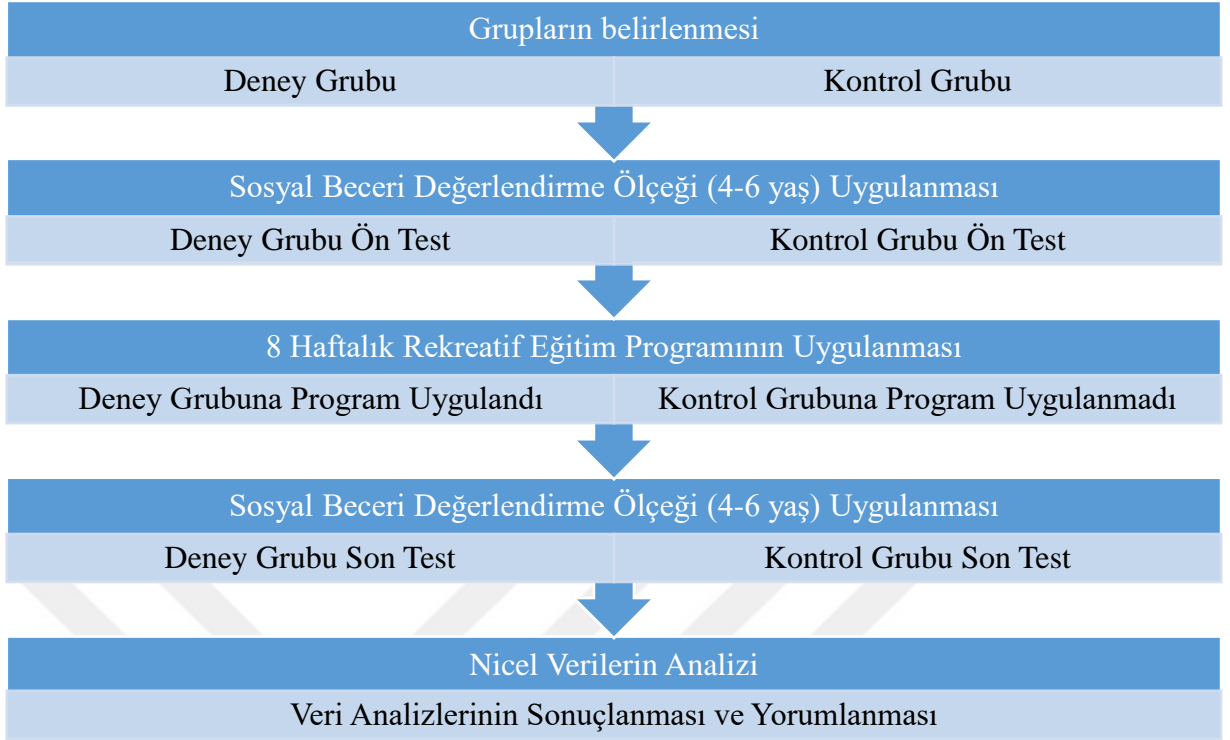 Grupların belirlenmesi
Deney Grubu Kontrol Grubu
Sosyal Beceri Değerlendirme Ölçeği (4-6 yaş) Uygulanması
Deney Grubu Ön Test Kontrol Grubu Ön Test
8 Haftalık Rekreatif Eğitim Programının Uygulanması
Deney Grubuna Program Uygulandı Kontrol Grubuna Program Uygulanmadı
Sosyal Beceri Değerlendirme Ölçeği (4-6 yaş) Uygulanması
Deney Grubu Son Test Kontrol Grubu Son Test
Nicel Verilerin Analizi
Veri Analizlerinin Sonuçlanması ve Yorumlanması